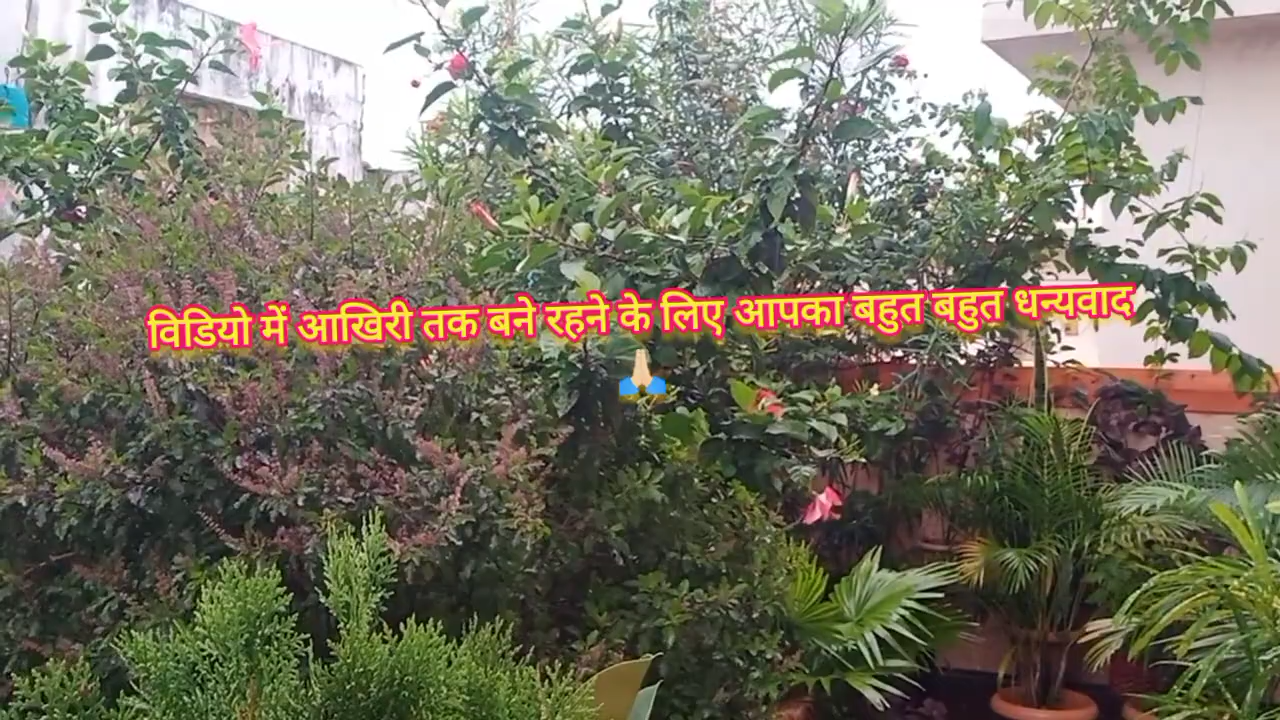 विडियो में आखिरी तक बने रहने के लिए आपका बहुत बहुत धन्यवाद
🙏🏻